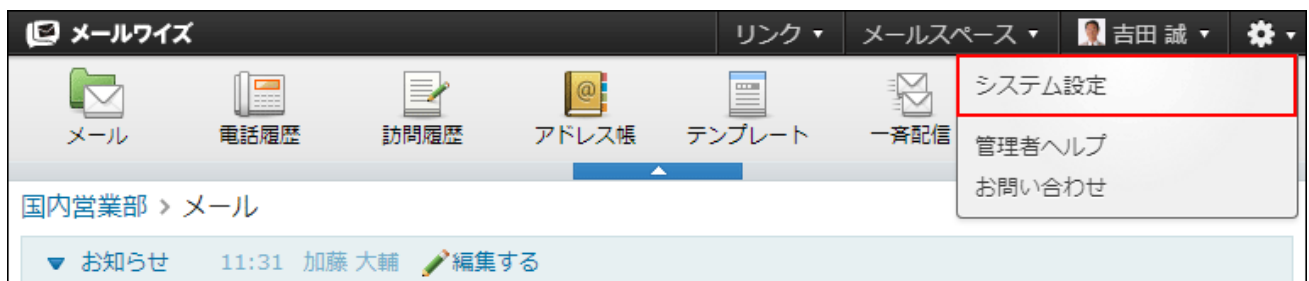 メールワイズ リンク▼ メールスペース▼ 吉田 誠▼
システム設定
メール 電話履歴 訪問履歴 アドレス帳 テンプレート 一斉配信
管理者ヘルプ
お問い合わせ
国内営業部 > メール
▼ お知らせ 11:31 加藤 大輔 編集する